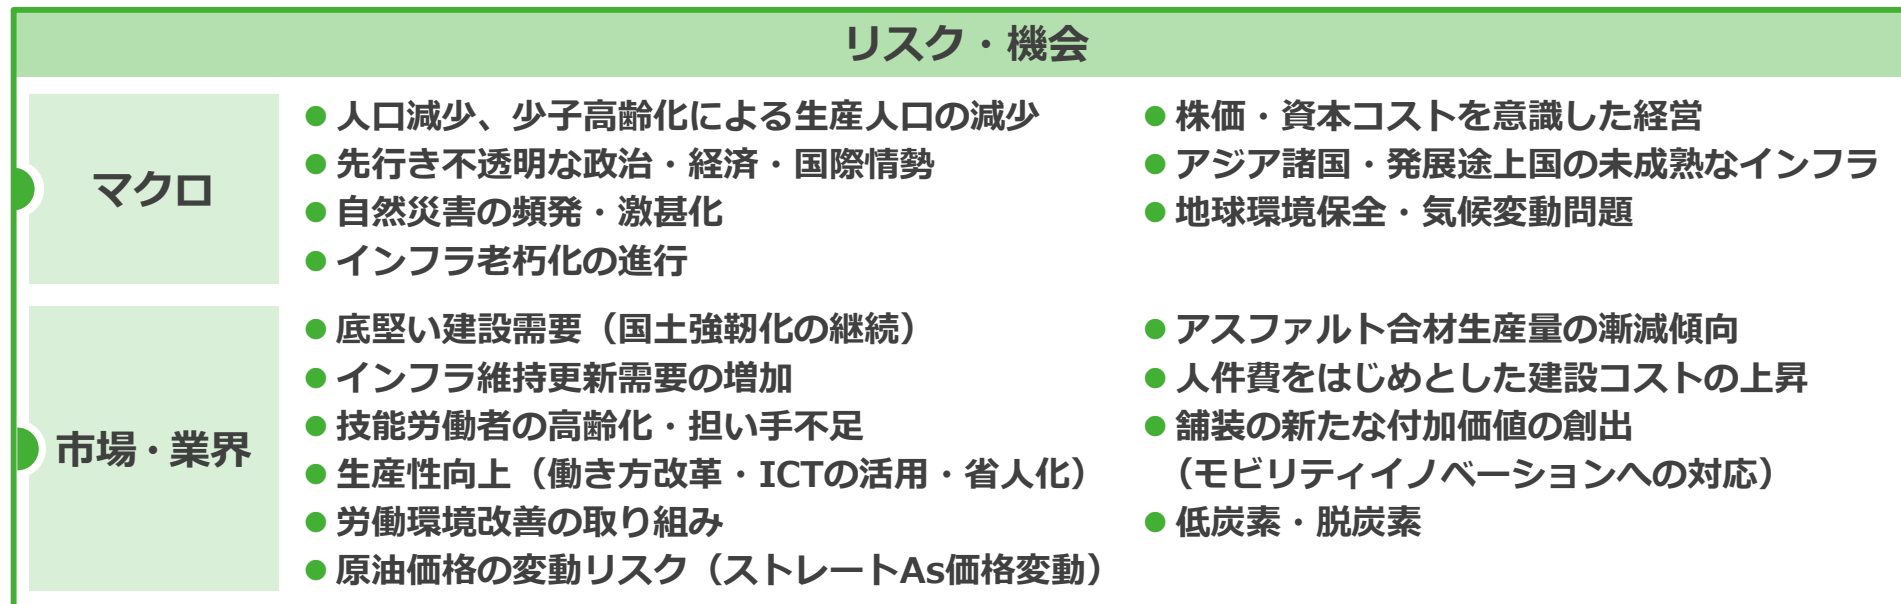 リスク・機会
マクロ
●人口減少、少子高齢化による生産人口の減少
●先行き不透明な政治・経済・国際情勢
●自然災害の頻発・激甚化
●インフラ老朽化の進行
●株価・資本コストを意識した経営
●アジア諸国・発展途上国の未成熟なインフラ
●地球環境保全・気候変動問題
市場・業界
●底堅い建設需要（国土強靭化の継続）
●インフラ維持更新需要の増加
●技能労働者の高齢化・担い手不足
●生産性向上（働き方改革・ICTの活用・省人化）
●労働環境改善の取り組み
●原油価格の変動リスク（ストレートAs価格変動）
●アスファルト合材生産量の漸減傾向
●人件費をはじめとした建設コストの上昇
●舗装の新たな付加価値の創出
（モビリティイノベーションへの対応）
●低炭素・脱炭素